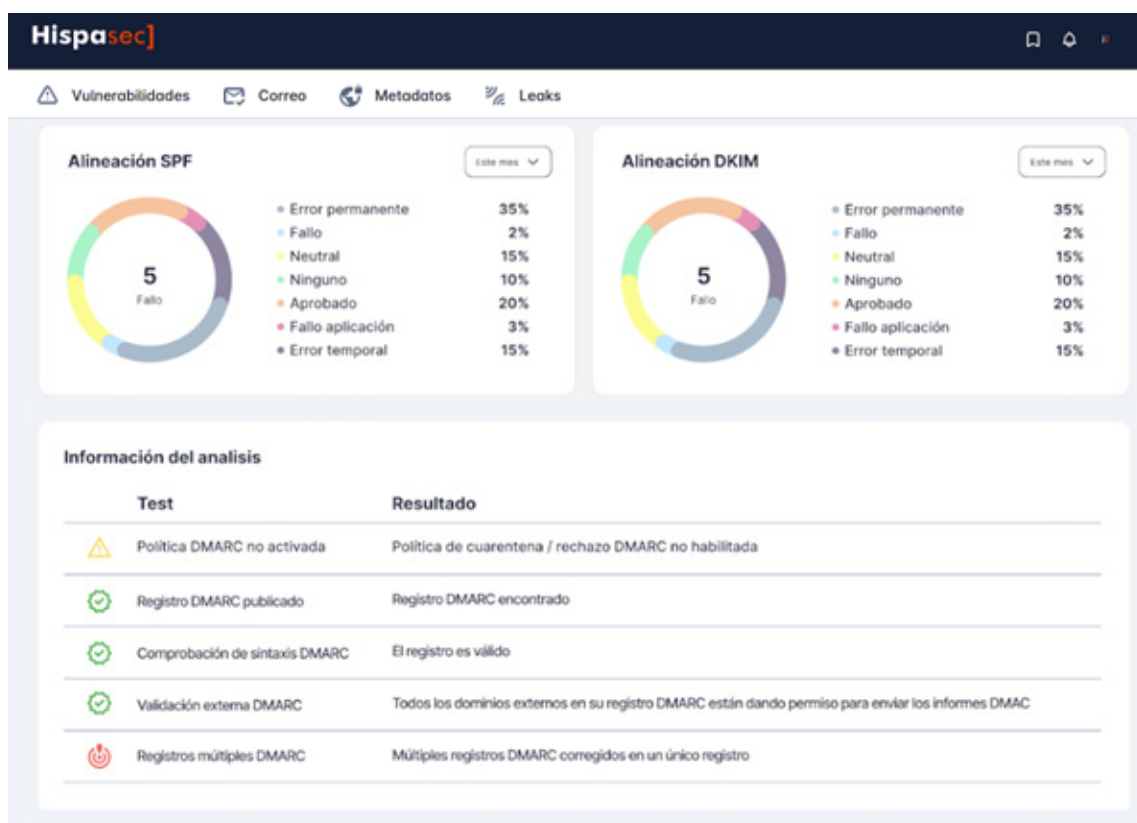 Hispasec]
Vulnerabilidades Correo Metadatos Leaks
Alineación SPF
Este mes
5
Fallo
Error permanente 35%
Fallo 2%
Neutral 15%
Ninguno 10%
Aprobado 20%
Fallo aplicación 3%
Error temporal 15%
Alineación DKIM
Este mes
5
Fallo
Error permanente 35%
Fallo 2%
Neutral 15%
Ninguno 10%
Aprobado 20%
Fallo aplicación 3%
Error temporal 15%
Información del analisis
Test Resultado
Política DMARC no activada Política de cuarentena / rechazo DMARC no habilitada
Registro DMARC publicado Registro DMARC encontrado
Comprobación de sintaxis DMARC El registro es válido
Validación externa DMARC Todos los dominios externos en su registro DMARC están dando permiso para enviar los informes DMAC
Registros múltiples DMARC Múltiples registros DMARC corregidos en un único registro